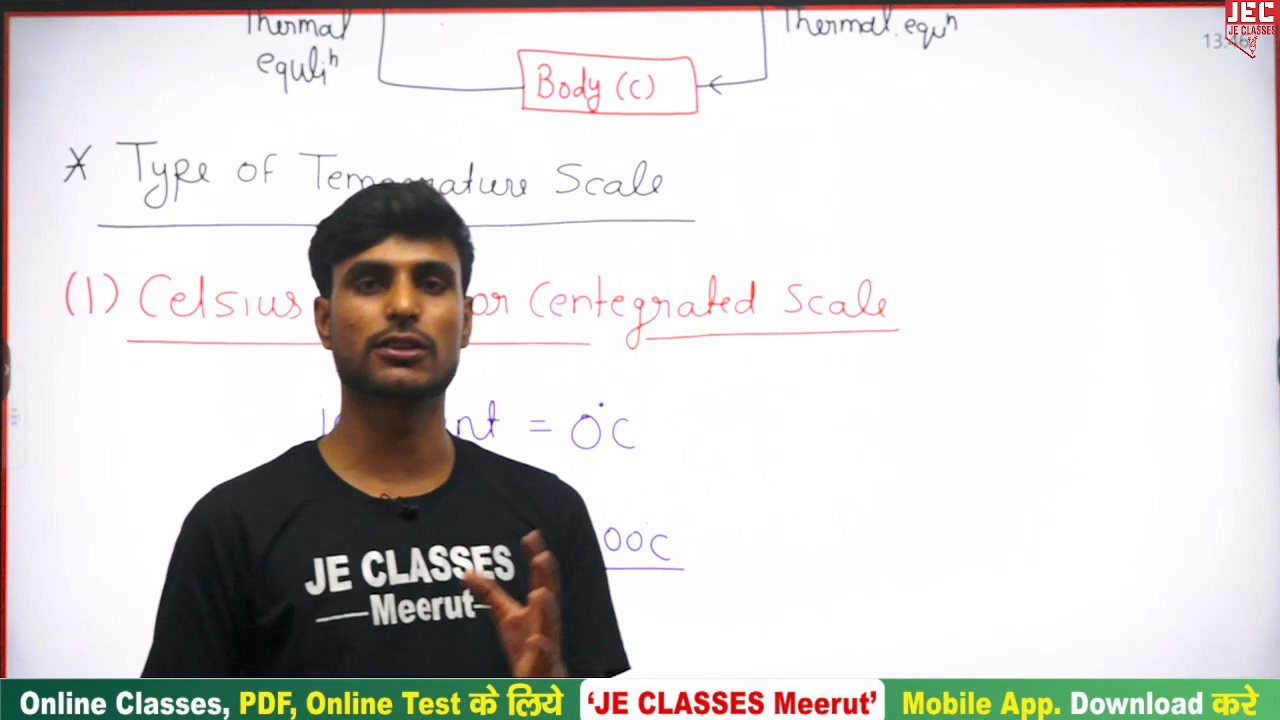 Thermal
equlin
Thermal equn
JEC
JE CLASSES
Body (C)
* Type of Temperature Scale
(1) Celsius or Centegrated Scale
= 0°C
00c
JE CLASSES
Meerut
Online Classes, PDF, Online Test के लिये 'JE CLASSES Meerut' Mobile App. Download करे